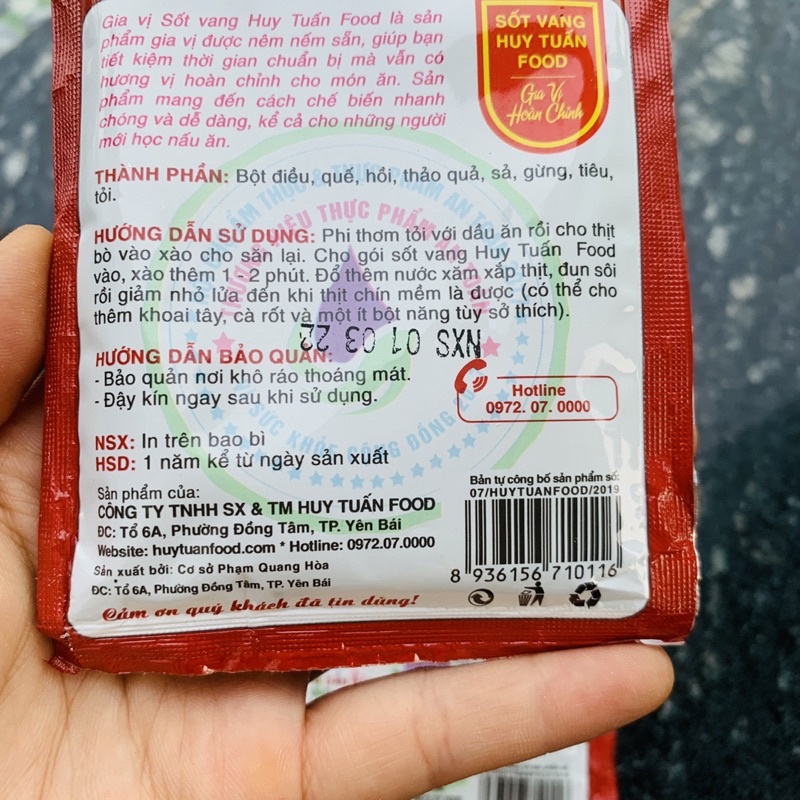 Gia vị Sốt vang Huy Tuấn Food là sản
phẩm gia vị được nêm nếm sẵn, giúp bạn
tiết kiệm thời gian chuẩn bị mà vẫn có
hương vị hoàn chỉnh cho món ăn. Sản
phẩm mang đến cách chế biến nhanh
chóng và dễ dàng, kể cả cho những người
mới học nấu ăn.
SỐT VANG
HUY TUẤN
FOOD
Gia Vị
Hoàn Chỉnh
THÀNH PHẦN: Bột điều, quế, hồi, thảo quả, sả, gừng, tiêu,
tỏi.
HƯỚNG DẪN SỬ DỤNG: Phi thơm tỏi với dầu ăn rồi cho thịt
bò vào xào cho săn lại. Cho gói sốt vang Huy Tuấn Food
vào, xào thêm 1 - 2 phút. Đổ thêm nước xăm xắp thịt, đun sôi
rồi giảm nhỏ lửa đến khi thịt chín mềm là được (có thể cho
thêm khoai tây, cà rốt và một ít bột năng tùy sở thích).
NXS 01 03 22
HƯỚNG DẪN BẢO QUẢN:
- Bảo quản nơi khô ráo thoáng mát.
- Đậy kín ngay sau khi sử dụng.
Hotline
0972. 07. 0000
NSX: In trên bao bì
HSD: 1 năm kể từ ngày sản xuất
Sản phẩm của:
CÔNG TY TNHH SX & TM HUY TUẤN FOOD
ĐC: Tổ 6A, Phường Đồng Tâm, TP. Yên Bái
Website: huytuanfood.com * Hotline: 0972.07.0000
Sản xuất bởi: Cơ sở Phạm Quang Hòa
ĐC: Tổ 6A, Phường Đồng Tâm, TP. Yên Bái
Cảm ơn quý khách đã tin dùng!
Bản tự công bố sản phẩm số:
07/HUYTUANFOOD/2019
8 936156 710116